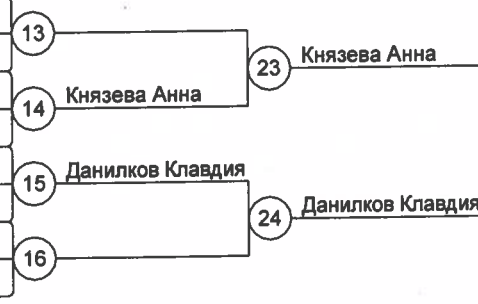 13
23 Князева Анна
14 Князева Анна
15 Данилков Клавдия
24 Данилков Клавдия
16